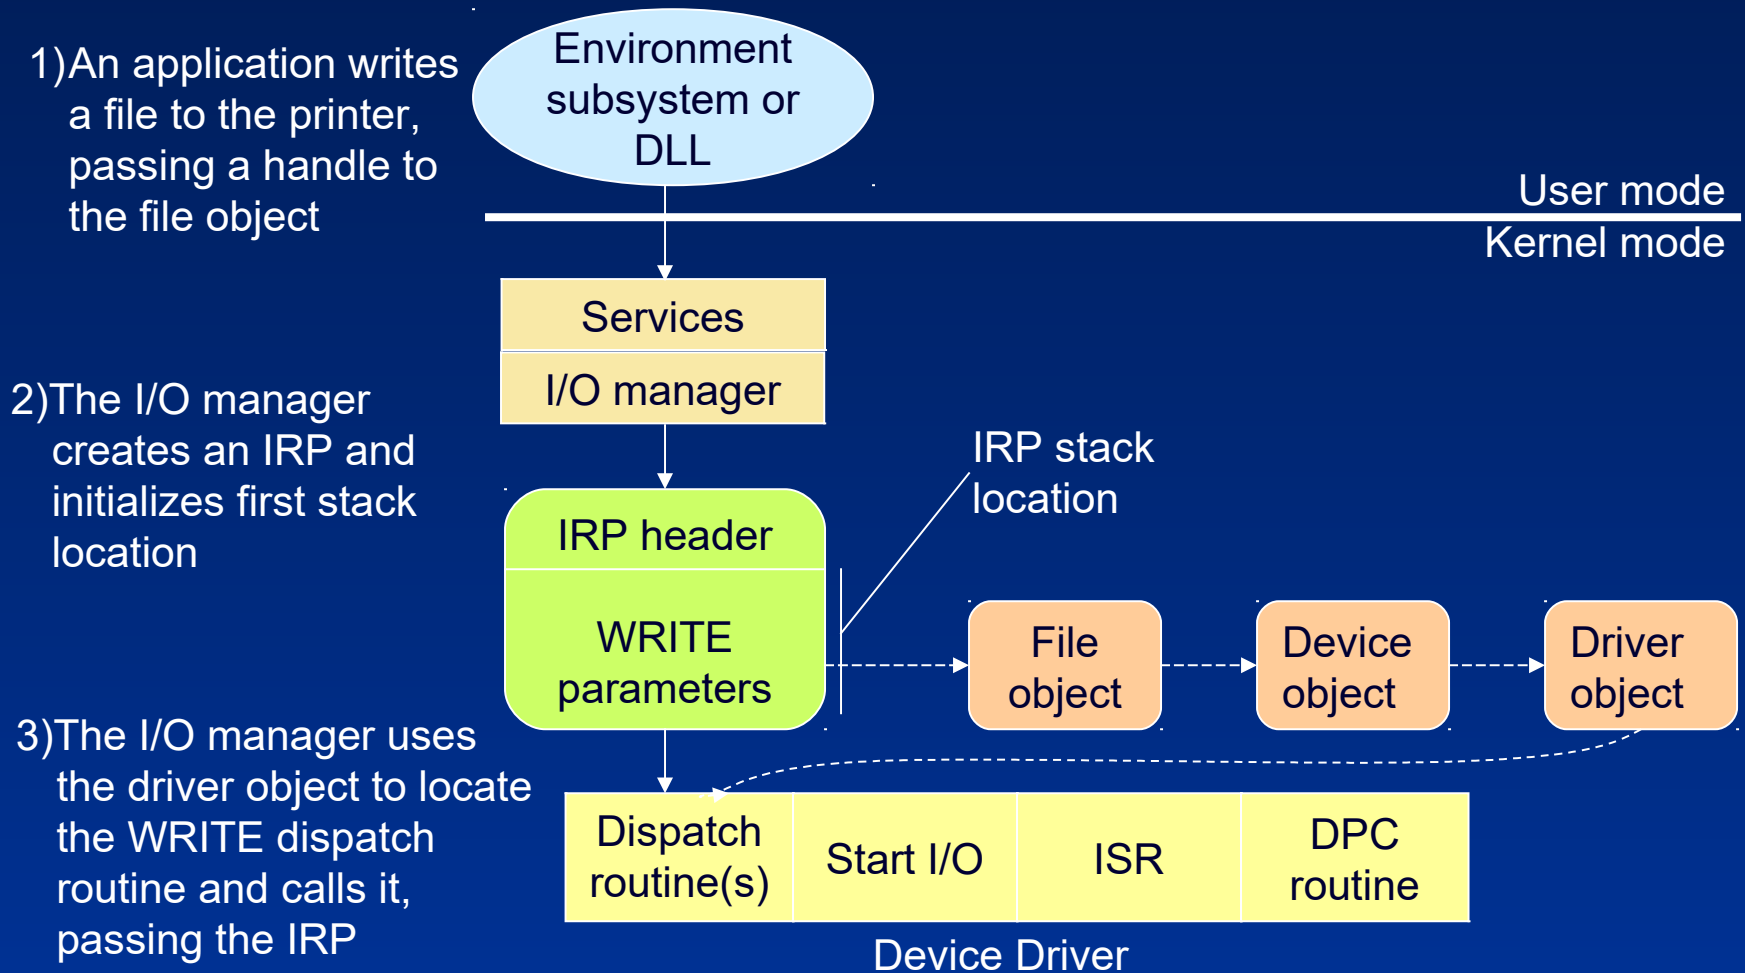 1)An application writes
a file to the printer,
passing a handle to
the file object
Environment
subsystem or
DLL
User mode
Kernel mode
Services
I/O manager
2)The I/O manager
creates an IRP and
initializes first stack
location
IRP stack
location
IRP header
WRITE
parameters
File
object
Device
object
Driver
object
3)The I/O manager uses
the driver object to locate
the WRITE dispatch
routine and calls it,
passing the IRP
Dispatch
routine(s)
Start I/O
ISR
DPC
routine
Device Driver